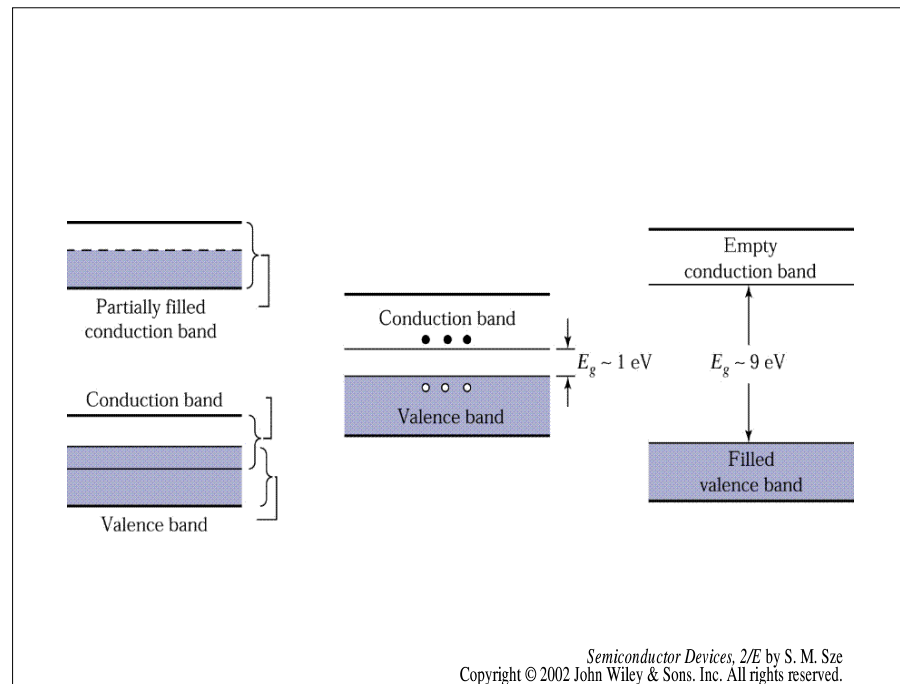 Partially filled
conduction band
Conduction band
Valence band
Conduction band
E_g ~ 1 eV
Valence band
Empty
conduction band
E_g ~ 9 eV
Filled
valence band
Semiconductor Devices, 2/E by S. M. Sze
Copyright © 2002 John Wiley & Sons. Inc. All rights reserved.